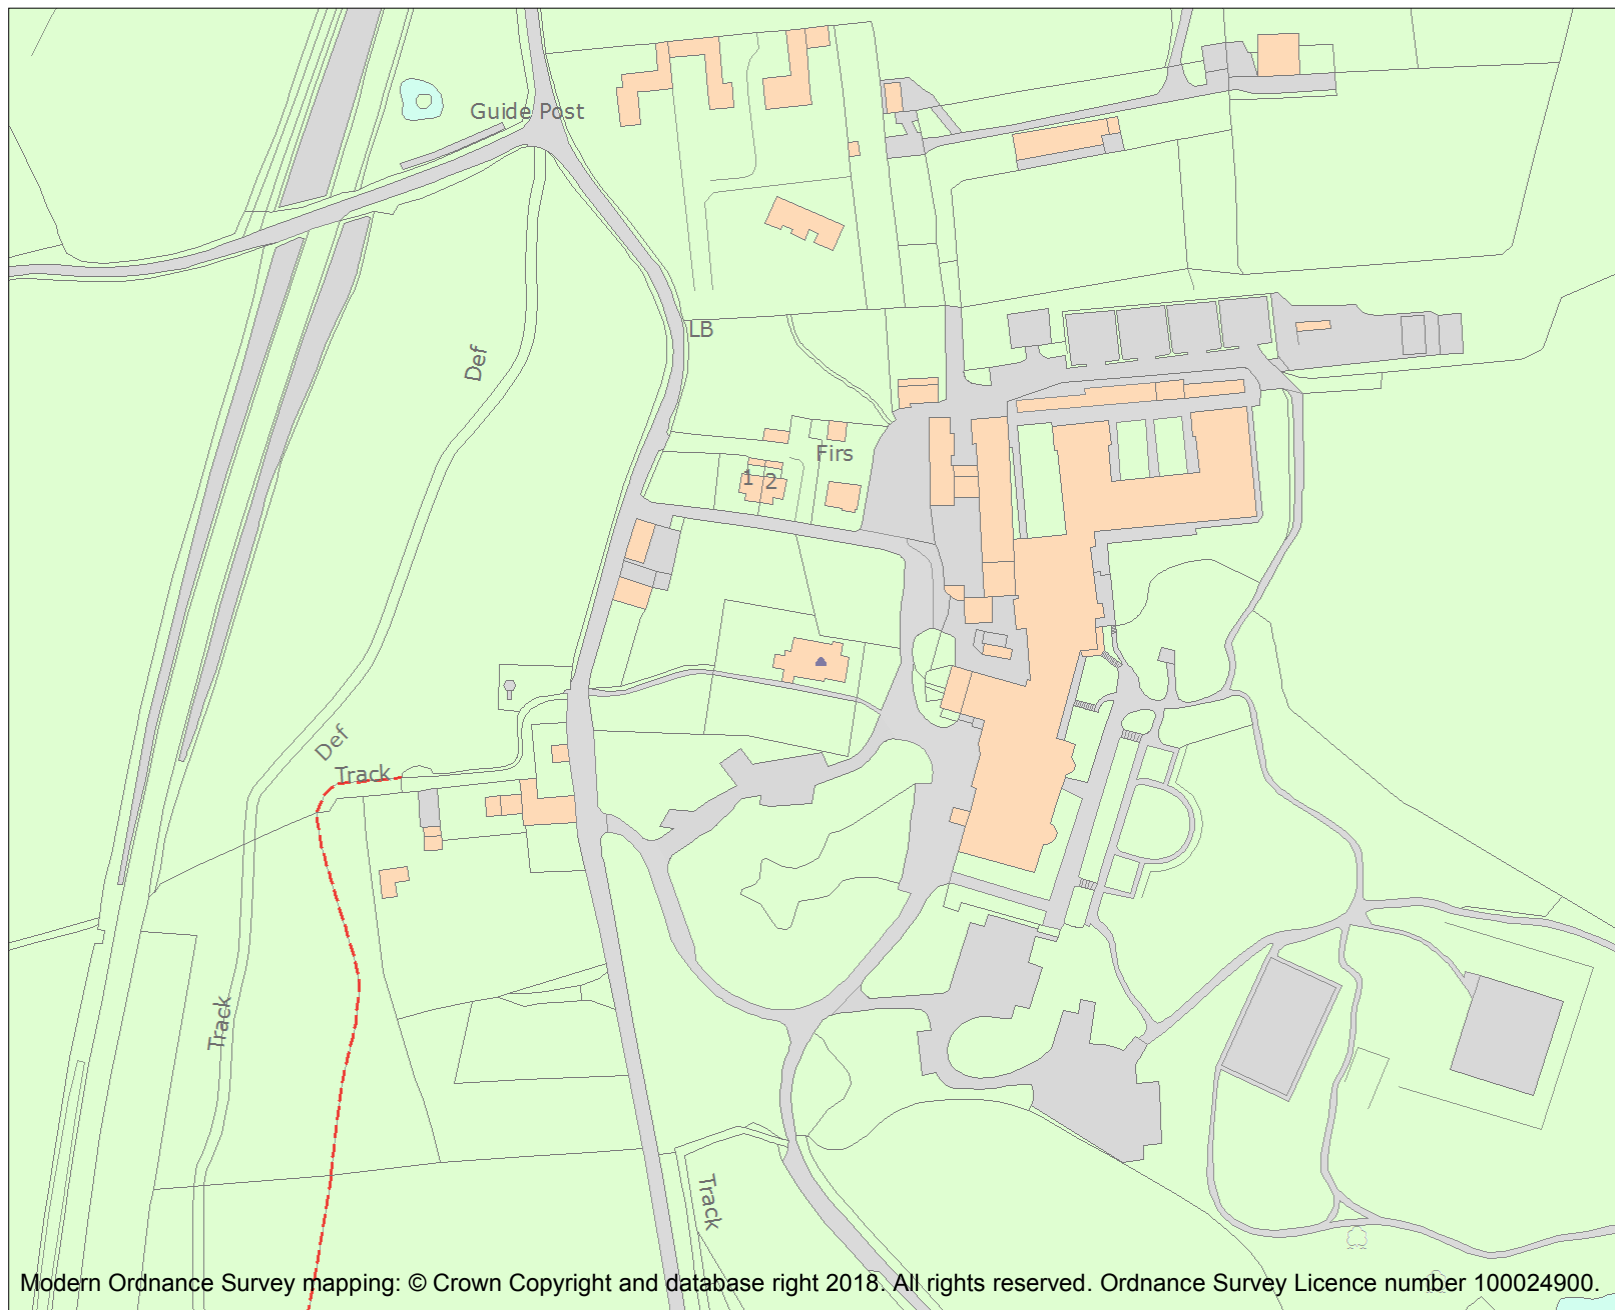 Guide Post
LB
Def
Firs
1
2
Def
Track
Track
Track
Modern Ordnance Survey mapping: © Crown Copyright and database right 2018. All rights reserved. Ordnance Survey Licence number 100024900.